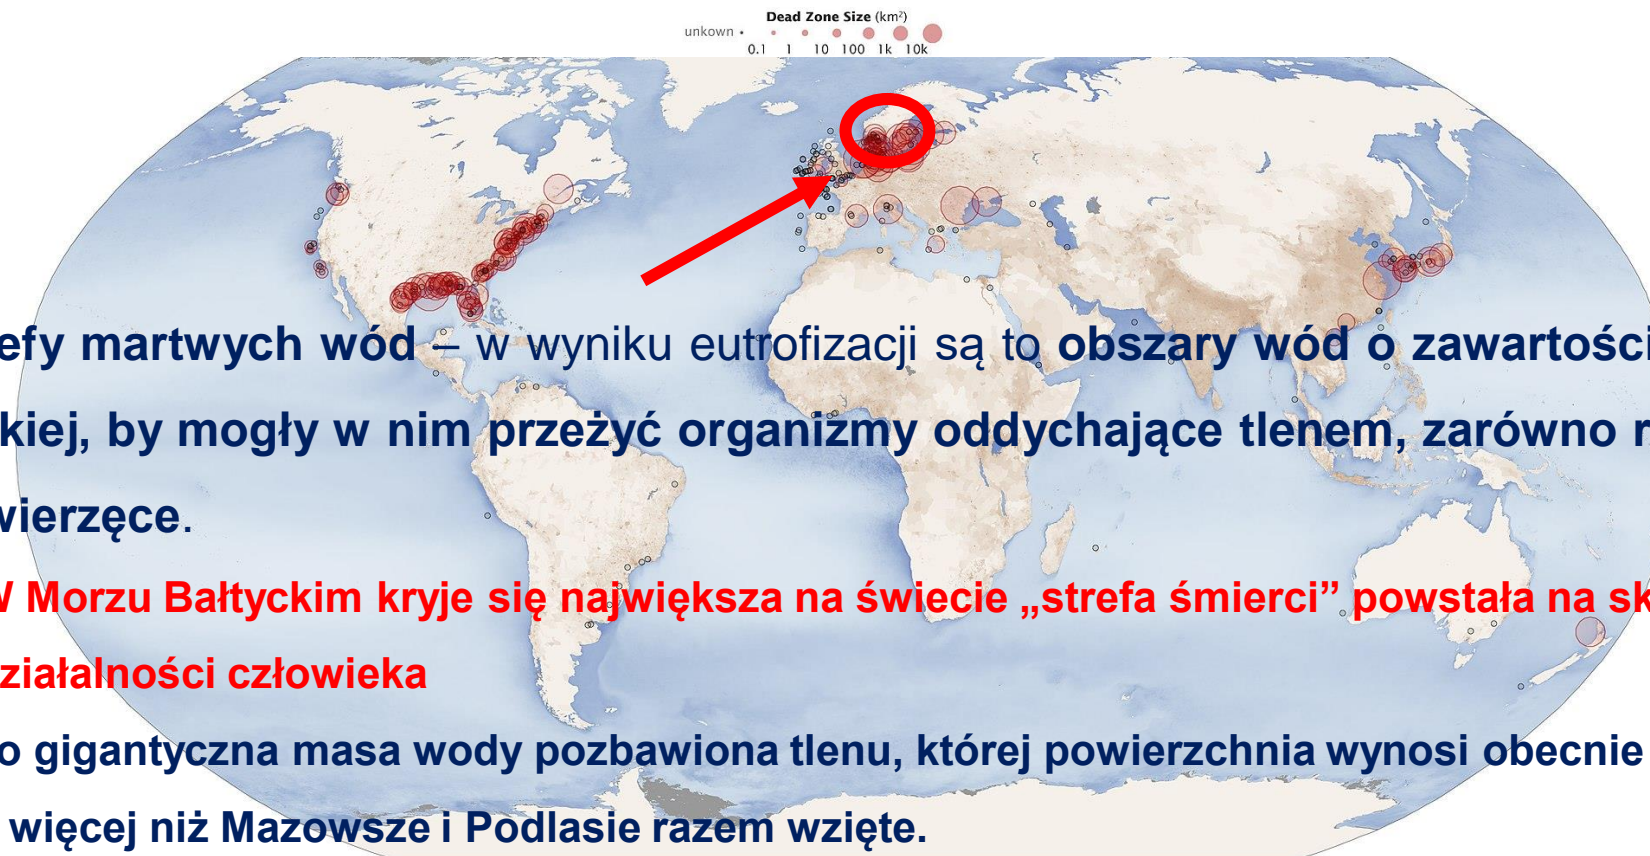 Dead Zone Size (km²)
unkown
0.1 1 10 100 1k 10k
efy martwych wód – w wyniku eutrofizacji są to obszary wód o zawartości
kiej, by mogły w nim przeżyć organizmy oddychające tlenem, zarówno
wierzęce.
W Morzu Bałtyckim kryje się największa na świecie „strefa śmierci” powstała na sk
ziałalności człowieka
o gigantyczna masa wody pozbawiona tlenu, której powierzchnia wynosi obecnie
więcej niż Mazowsze i Podlasie razem wzięte.